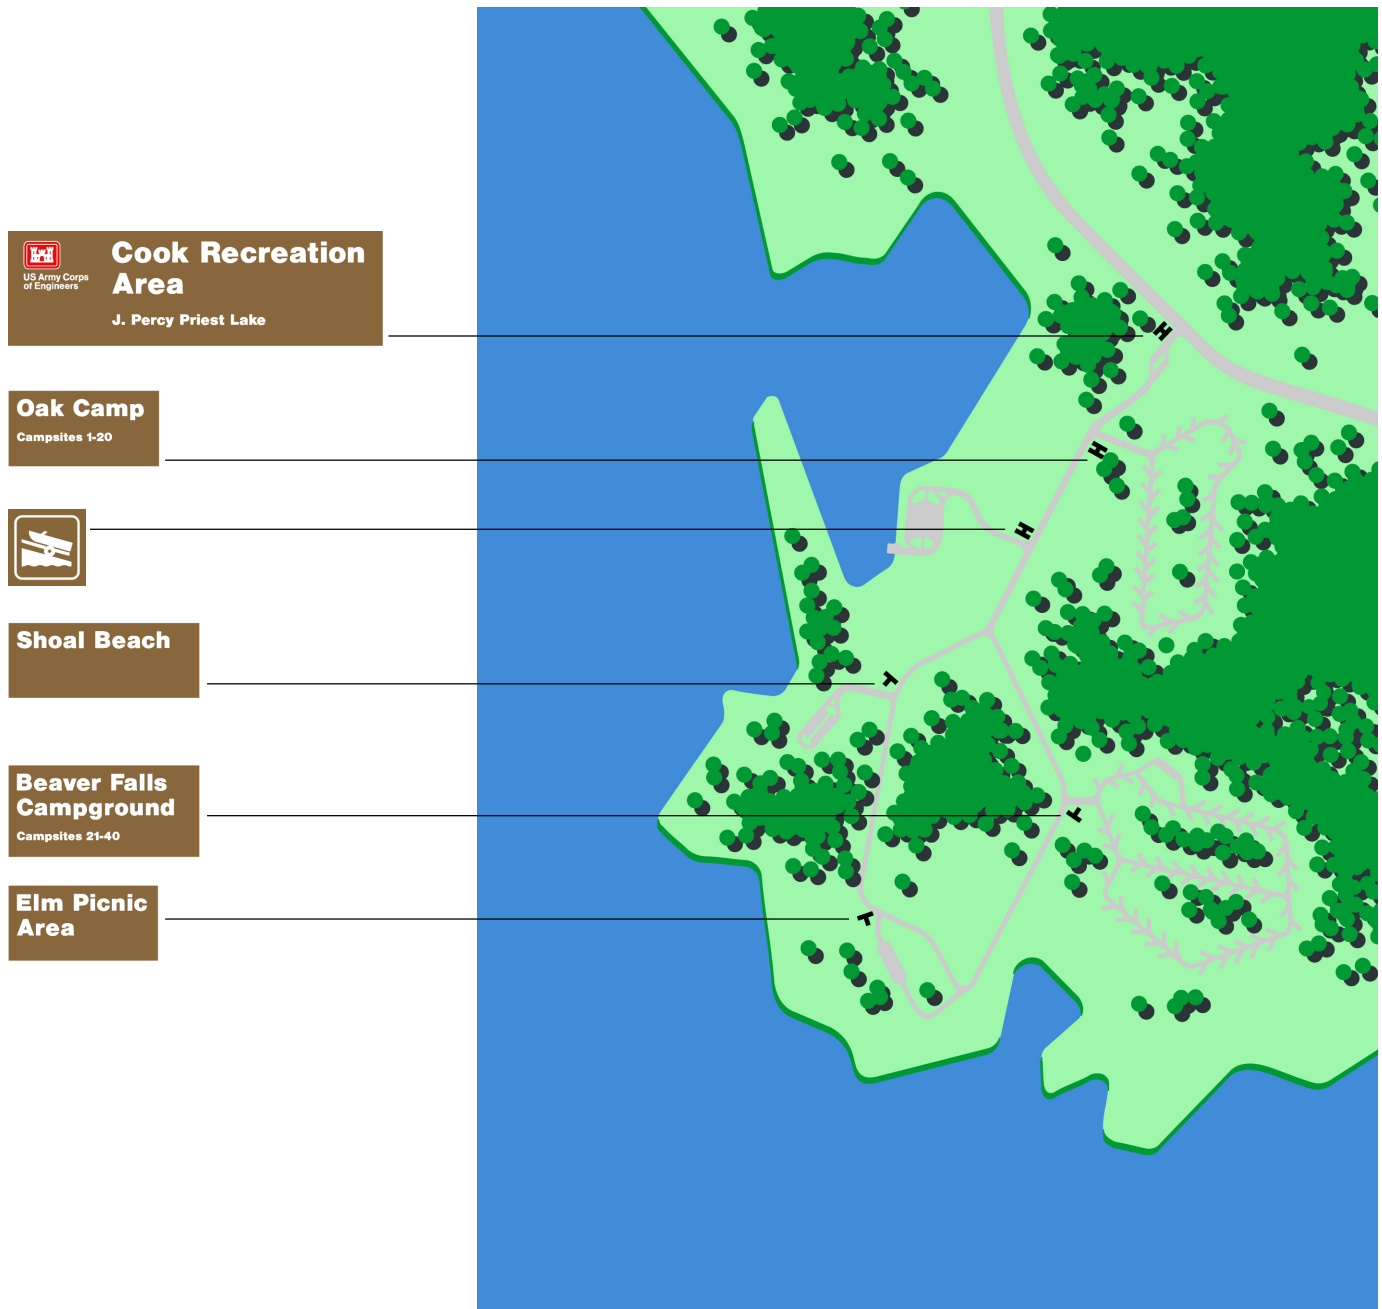 Cook Recreation
Area
US Army Corps
of Engineers
J. Percy Priest Lake
Oak Camp
Campsites 1-20
Shoal Beach
Beaver Falls
Campground
Campsites 21-40
Elm Picnic
Area